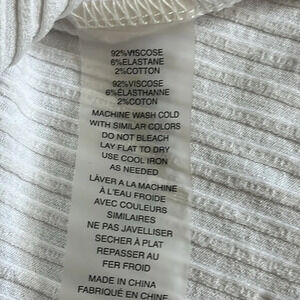 92%VISCOSE
6%ELASTANE
2%COTTON
92%VISCOSE
6%ÉLASTHANNE
2%COTON
MACHINE WASH COLD
WITH SIMILAR COLORS
DO NOT BLEACH
LAY FLAT TO DRY
USE COOL IRON
AS NEEDED
LAVER A LA MACHINE
À L'EAU FROIDE
AVEC COULEURS
SIMILAIRES
NE PAS JAVELLISER
SECHER À PLAT
REPASSER AU
FER FROID
MADE IN CHINA
FABRIQUÉ EN CHINE